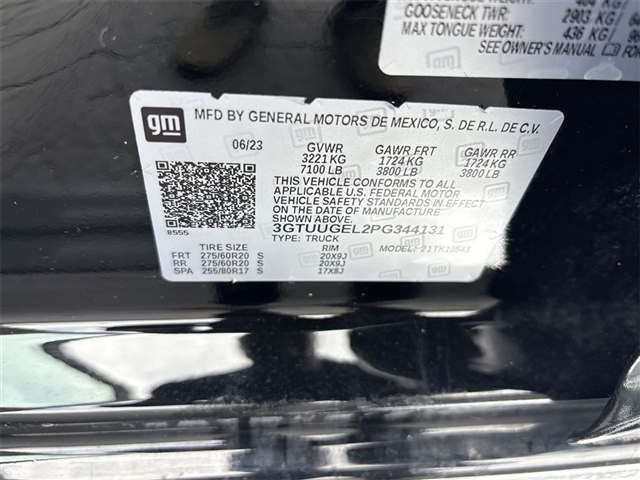 GOOSENECK TWR: 2903 KG/
MAX TONGUE WEIGHT: 436 KG/
SEE OWNER'S MANUAL FOR
gm
MFD BY GENERAL MOTORS DE MEXICO, S. DE R.L. DE C.V.
06/23 GVWR GAWR FRT GAWR RR
3221 KG 1724 KG 1724 KG
7100 LB 3800 LB 3800 LB
THIS VEHICLE CONFORMS TO ALL
APPLICABLE U.S. FEDERAL MOTOR
VEHICLE SAFETY STANDARDS IN EFFECT
ON THE DATE OF MANUFACTURE SHOWN ABOVE.
8555 3GTUUGEL2PG344131
TYPE: TRUCK MODEL: 21TK10543
TIRE SIZE RIM
FRT 275/60R20 S 20X9J
RR 275/60R20 S 20X9J
SPA 255/80R17 S 17X8J